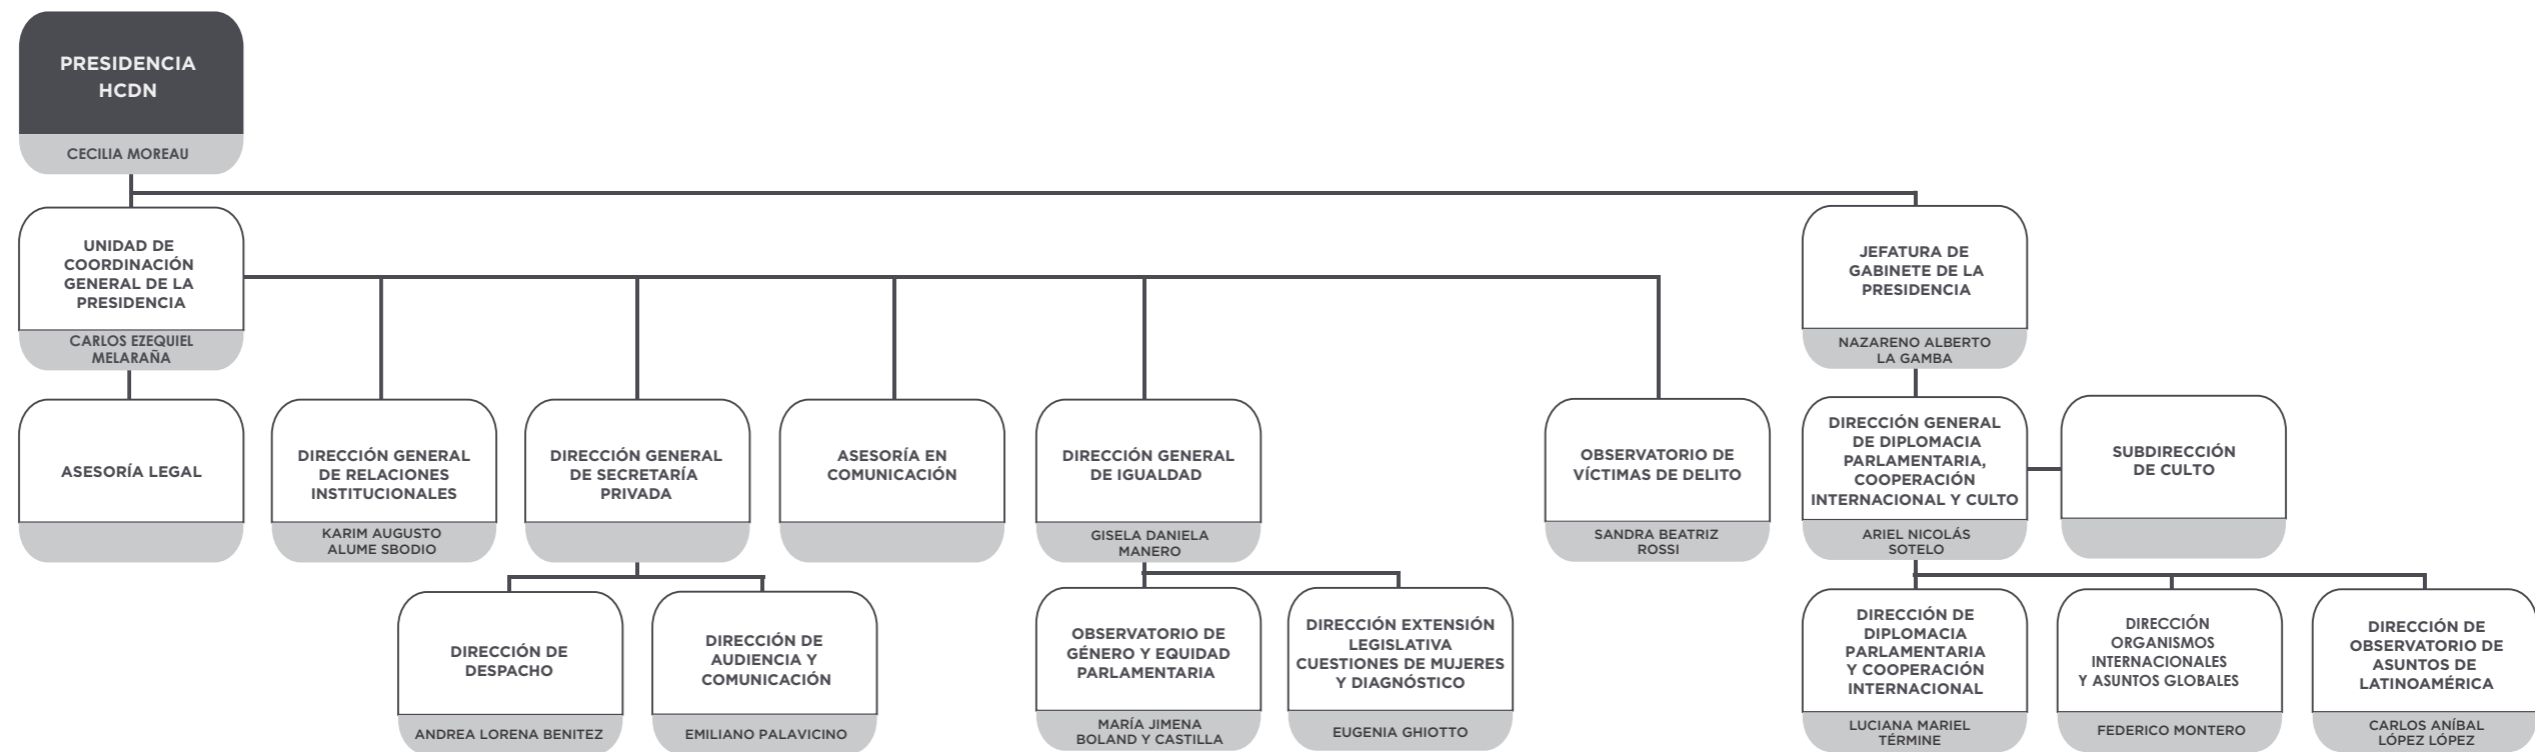 PRESIDENCIA
HCDN
CECILIA MOREAU
UNIDAD DE
COORDINACIÓN
GENERAL DE LA
PRESIDENCIA
CARLOS EZEQUIEL
MELARAÑA
JEFATURA DE
GABINETE DE LA
PRESIDENCIA
NAZARENO ALBERTO
LA GAMBA
ASESORÍA LEGAL
DIRECCIÓN GENERAL
DE RELACIONES
INSTITUCIONALES
KARIM AUGUSTO
ALUME SBODIO
DIRECCIÓN GENERAL
DE SECRETARÍA
PRIVADA
ASESORÍA EN
COMUNICACIÓN
DIRECCIÓN GENERAL
DE IGUALDAD
GISELA DANIELA
MANERO
OBSERVATORIO DE
VÍCTIMAS DE DELITO
SANDRA BEATRIZ
ROSSI
DIRECCIÓN GENERAL
DE DIPLOMACIA
PARLAMENTARIA,
COOPERACIÓN
INTERNACIONAL Y CULTO
ARIEL NICOLÁS
SOTELO
SUBDIRECCIÓN
DE CULTO
DIRECCIÓN DE
DESPACHO
ANDREA LORENA BENITEZ
DIRECCIÓN DE
AUDIENCIA Y
COMUNICACIÓN
EMILIANO PALAVICINO
OBSERVATORIO DE
GÉNERO Y EQUIDAD
PARLAMENTARIA
MARÍA JIMENA
BOLAND Y CASTILLA
DIRECCIÓN EXTENSIÓN
LEGISLATIVA
CUESTIONES DE MUJERES
Y DIAGNÓSTICO
EUGENIA GHIOTTO
DIRECCIÓN DE
DIPLOMACIA
PARLAMENTARIA
Y COOPERACIÓN
INTERNACIONAL
LUCIANA MARIEL
TÉRMINE
DIRECCIÓN
ORGANISMOS
INTERNACIONALES
Y ASUNTOS GLOBALES
FEDERICO MONTERO
DIRECCIÓN DE
OBSERVATORIO DE
ASUNTOS DE
LATINOAMÉRICA
CARLOS ANÍBAL
LÓPEZ LÓPEZ